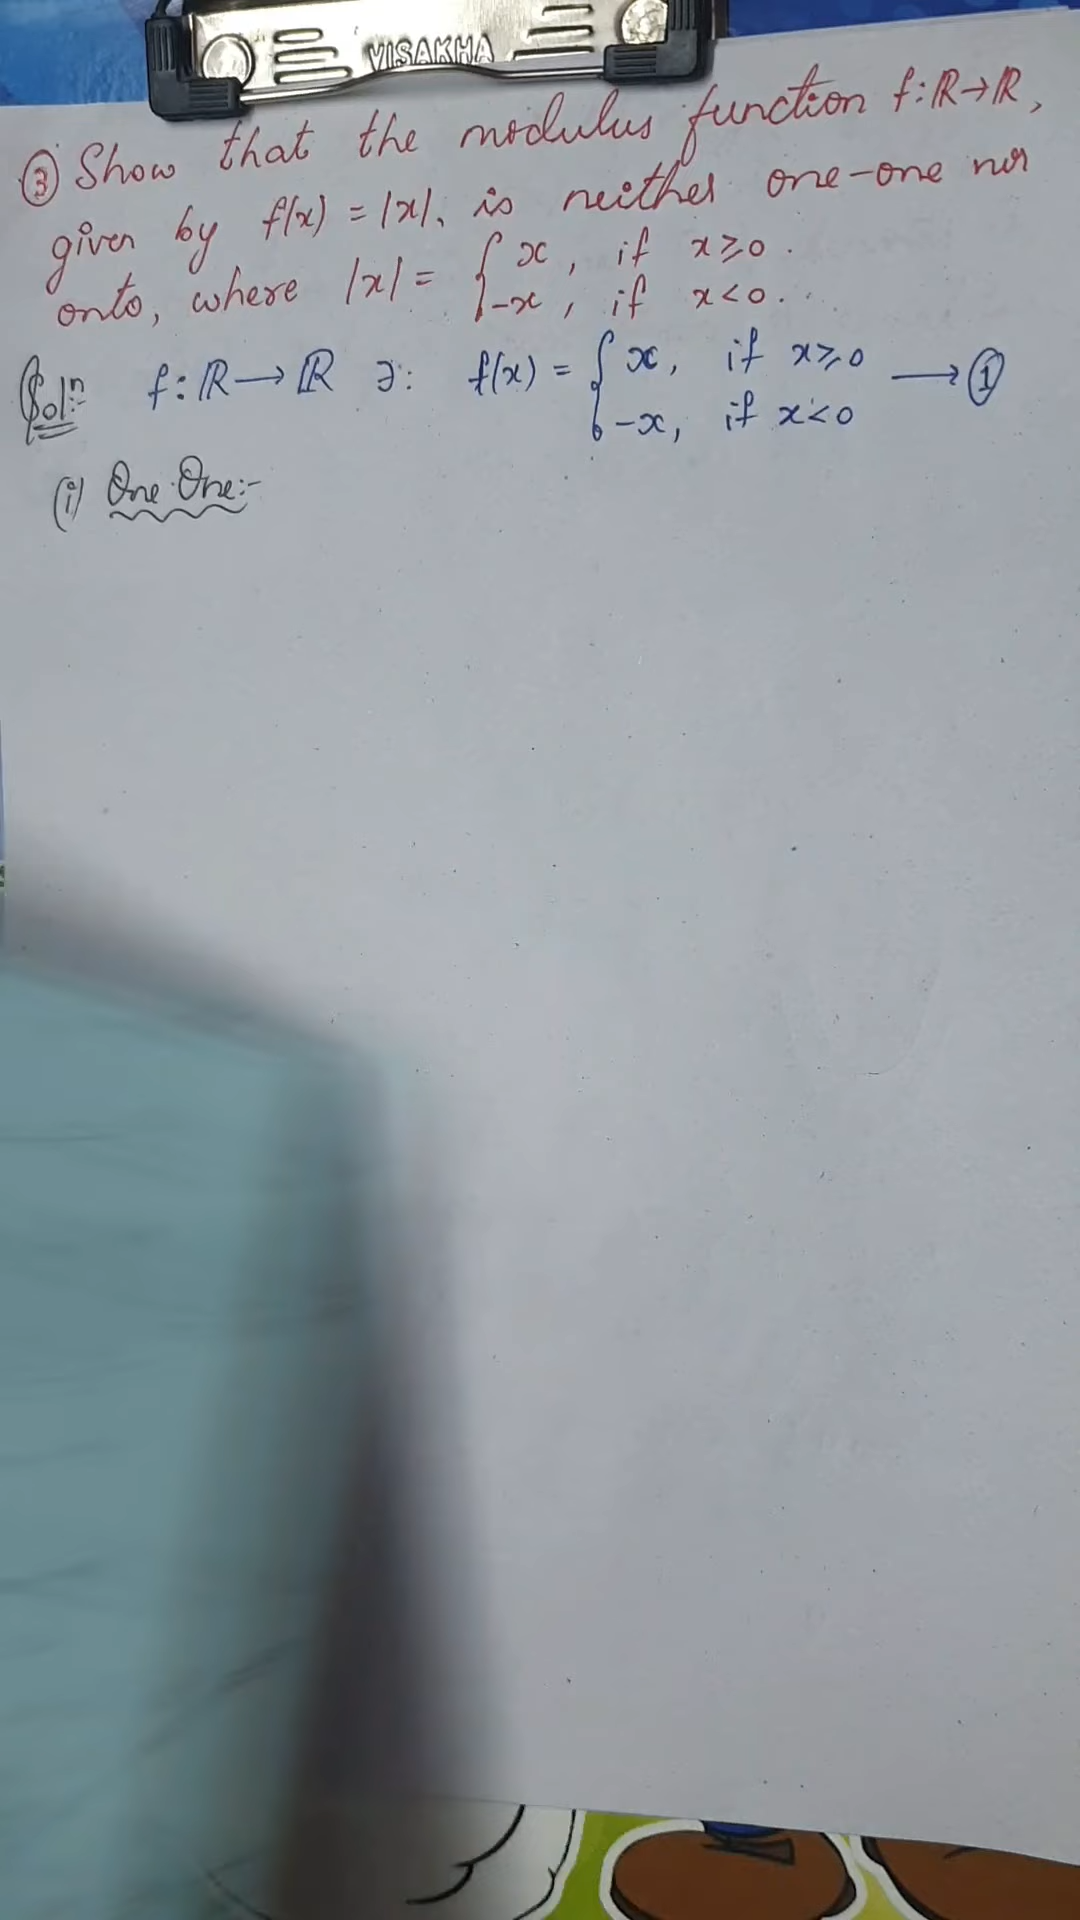 VISAKHA
③ Show that the modulus function f:ℝ→ℝ,
given by f(x) = |x|, is neither one-one nor
onto, where |x| = { x, if x≥0.
-x, if x<0.
Solⁿ:- f:ℝ→ℝ ∋: f(x) = { x, if x≥0 ⟶ ①
-x, if x<0
(i) One One:-